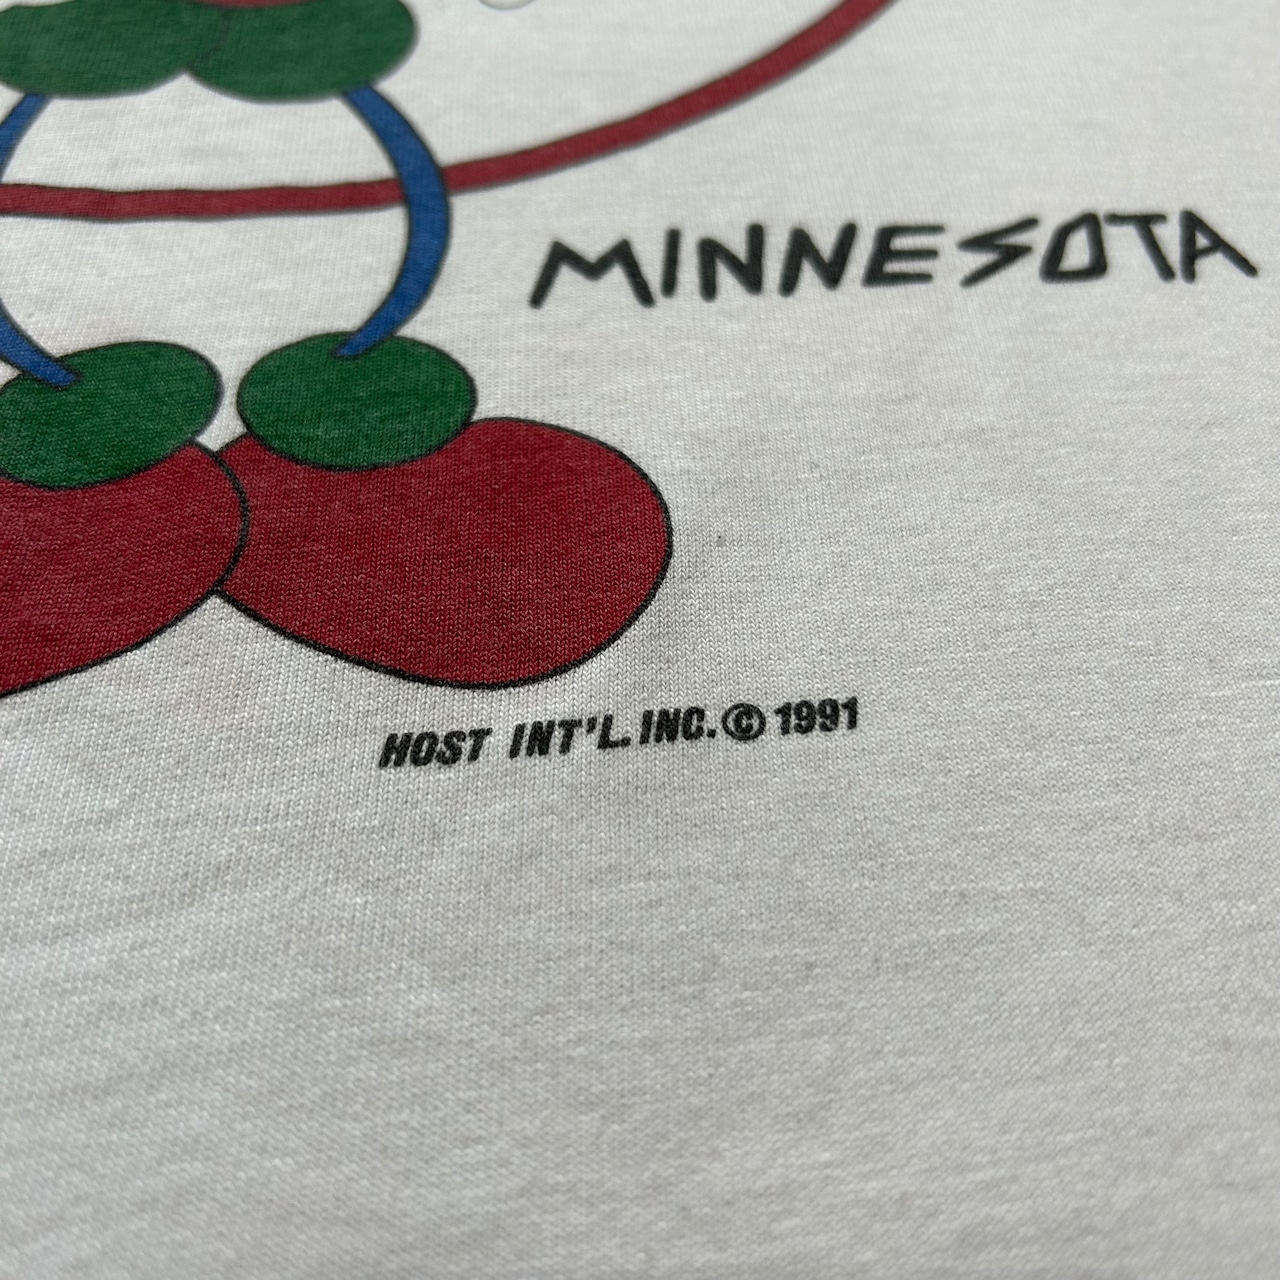 MINNESOTA
HOST INT'L. INC. © 1991